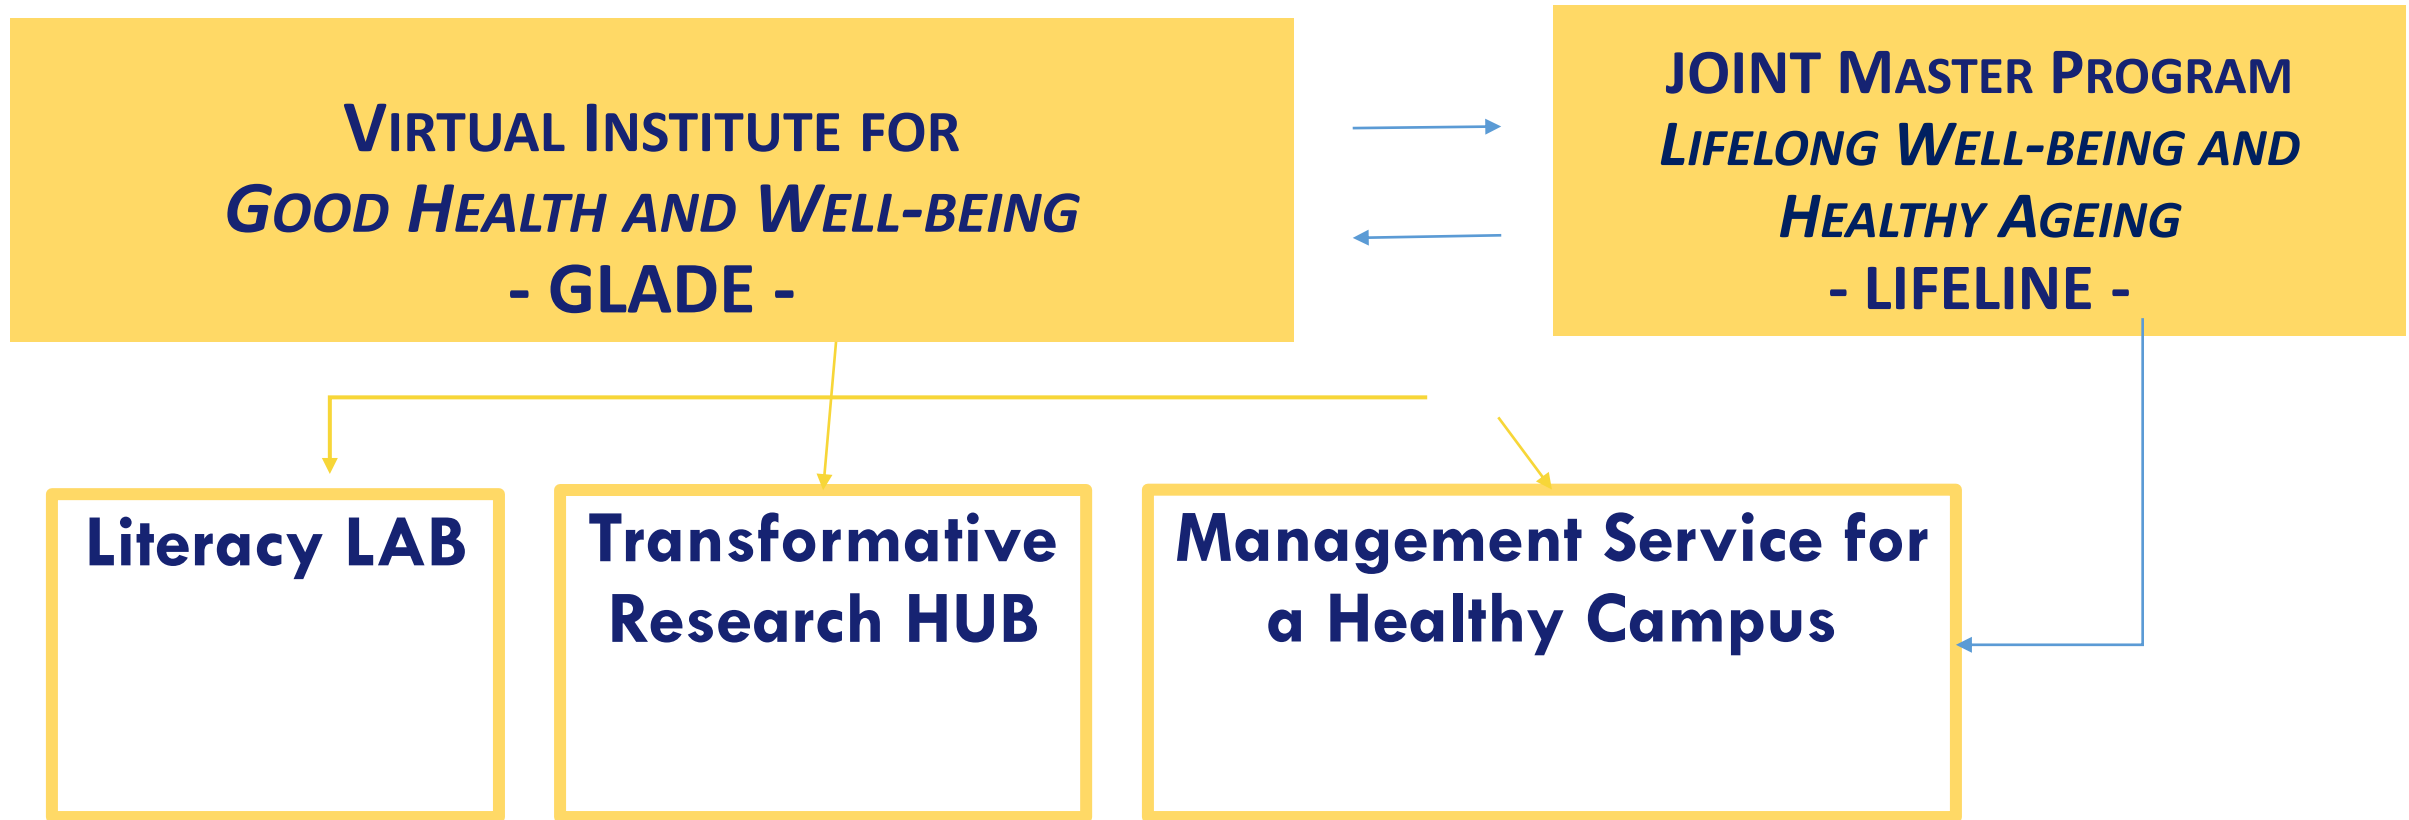 VIRTUAL INSTITUTE FOR
GOOD HEALTH AND WELL-BEING
- GLADE -
JOINT MASTER PROGRAM
LIFELONG WELL-BEING AND
HEALTHY AGEING
- LIFELINE -
Literacy LAB
Transformative
Research HUB
Management Service for
a Healthy Campus